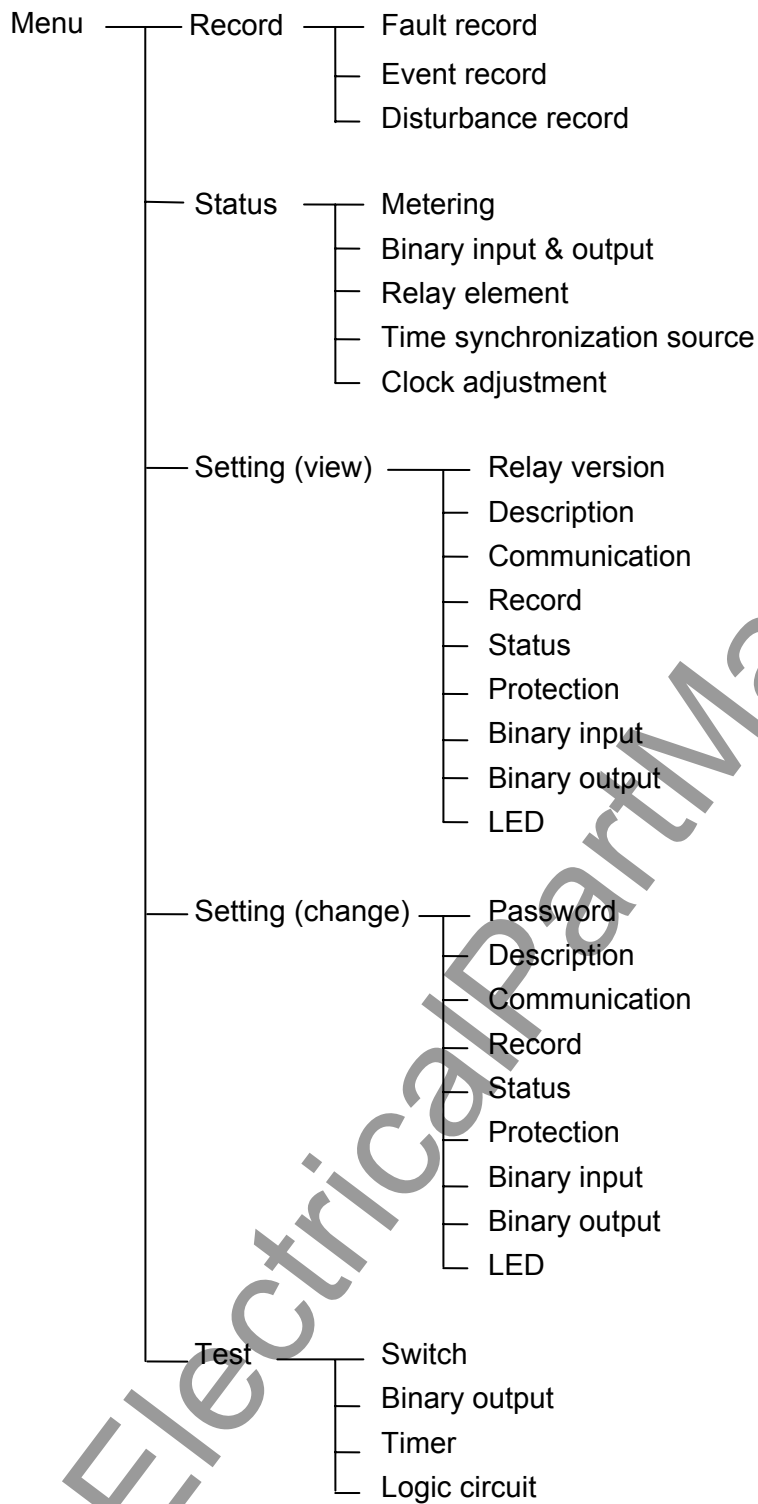 Menu Record Fault record
Event record
Disturbance record
Status Metering
Binary input & output
Relay element
Time synchronization source
Clock adjustment
Setting (view) Relay version
Description
Communication
Record
Status
Protection
Binary input
Binary output
LED
Setting (change) Password
Description
Communication
Record
Status
Protection
Binary input
Binary output
LED
Test Switch
Binary output
Timer
Logic circuit
ElectricalPartMa